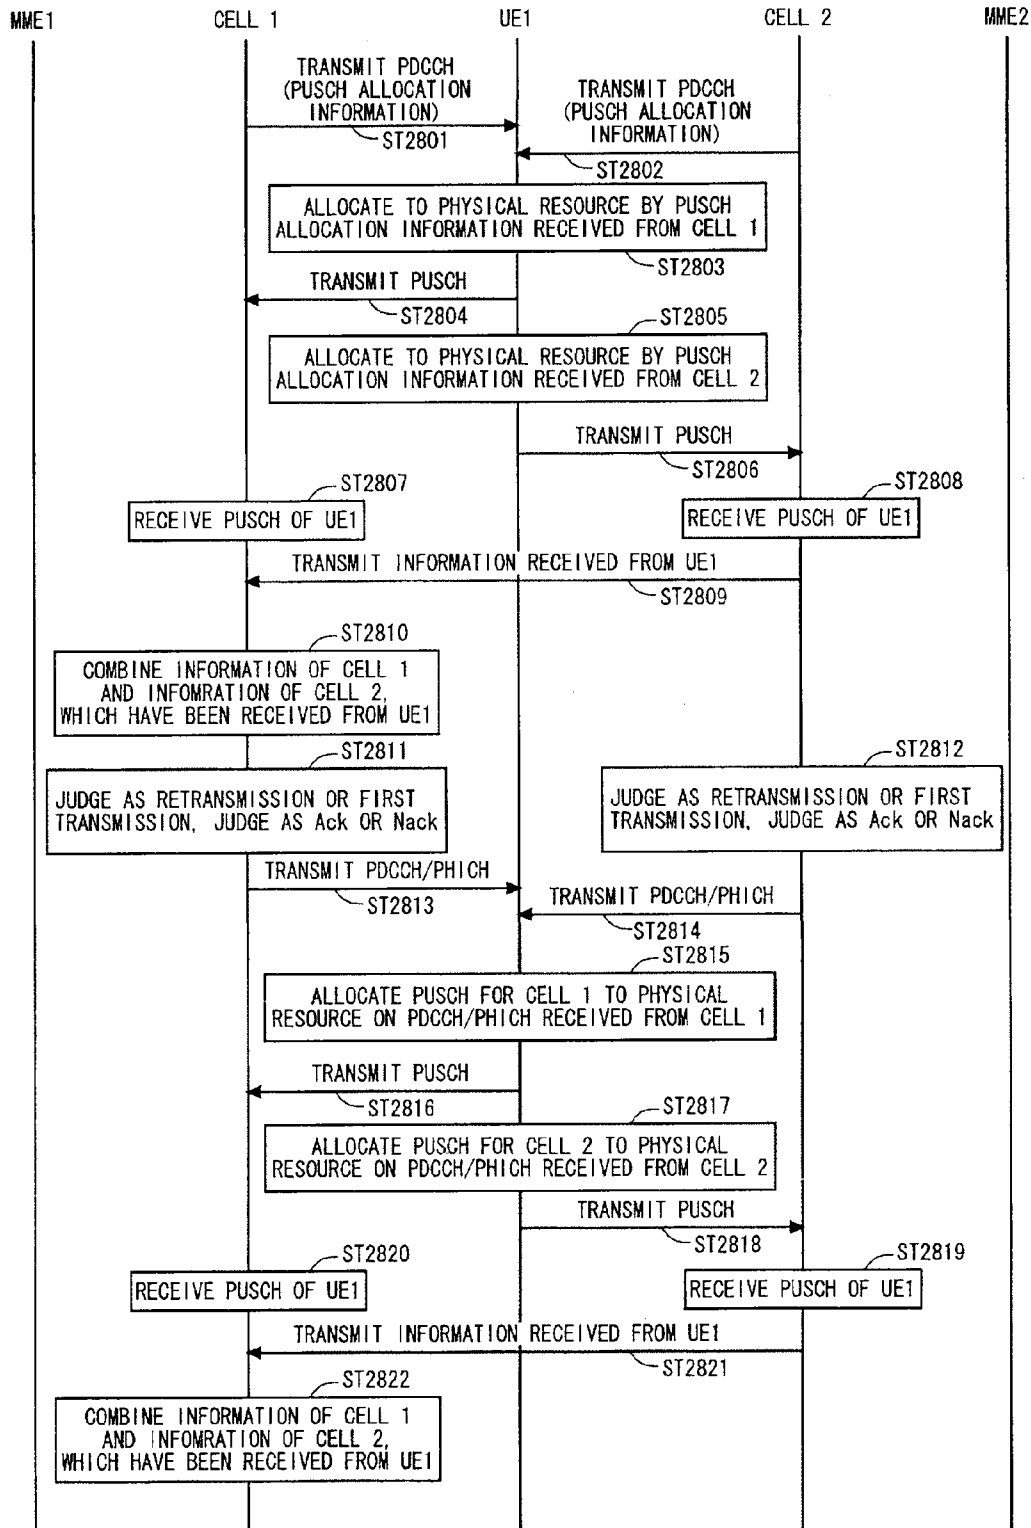 MME1 CELL 1 UE1 CELL 2 MME2
TRANSMIT PDCCH
(PUSCH ALLOCATION
INFORMATION)
ST2801
TRANSMIT PDCCH
(PUSCH ALLOCATION
INFORMATION)
ST2802
ALLOCATE TO PHYSICAL RESOURCE BY PUSCH
ALLOCATION INFORMATION RECEIVED FROM CELL 1
ST2803
TRANSMIT PUSCH
ST2804
ST2805
ALLOCATE TO PHYSICAL RESOURCE BY PUSCH
ALLOCATION INFORMATION RECEIVED FROM CELL 2
TRANSMIT PUSCH
ST2806
ST2807
RECEIVE PUSCH OF UE1
ST2808
RECEIVE PUSCH OF UE1
TRANSMIT INFORMATION RECEIVED FROM UE1
ST2809
ST2810
COMBINE INFORMATION OF CELL 1
AND INFOMRATION OF CELL 2,
WHICH HAVE BEEN RECEIVED FROM UE1
ST2811
JUDGE AS RETRANSMISSION OR FIRST
TRANSMISSION, JUDGE AS Ack OR Nack
ST2812
JUDGE AS RETRANSMISSION OR FIRST
TRANSMISSION, JUDGE AS Ack OR Nack
TRANSMIT PDCCH/PHICH
ST2813
TRANSMIT PDCCH/PHICH
ST2814
ST2815
ALLOCATE PUSCH FOR CELL 1 TO PHYSICAL
RESOURCE ON PDCCH/PHICH RECEIVED FROM CELL 1
TRANSMIT PUSCH
ST2816
ST2817
ALLOCATE PUSCH FOR CELL 2 TO PHYSICAL
RESOURCE ON PDCCH/PHICH RECEIVED FROM CELL 2
TRANSMIT PUSCH
ST2818
ST2820
RECEIVE PUSCH OF UE1
ST2819
RECEIVE PUSCH OF UE1
TRANSMIT INFORMATION RECEIVED FROM UE1
ST2821
ST2822
COMBINE INFORMATION OF CELL 1
AND INFOMRATION OF CELL 2,
WHICH HAVE BEEN RECEIVED FROM UE1